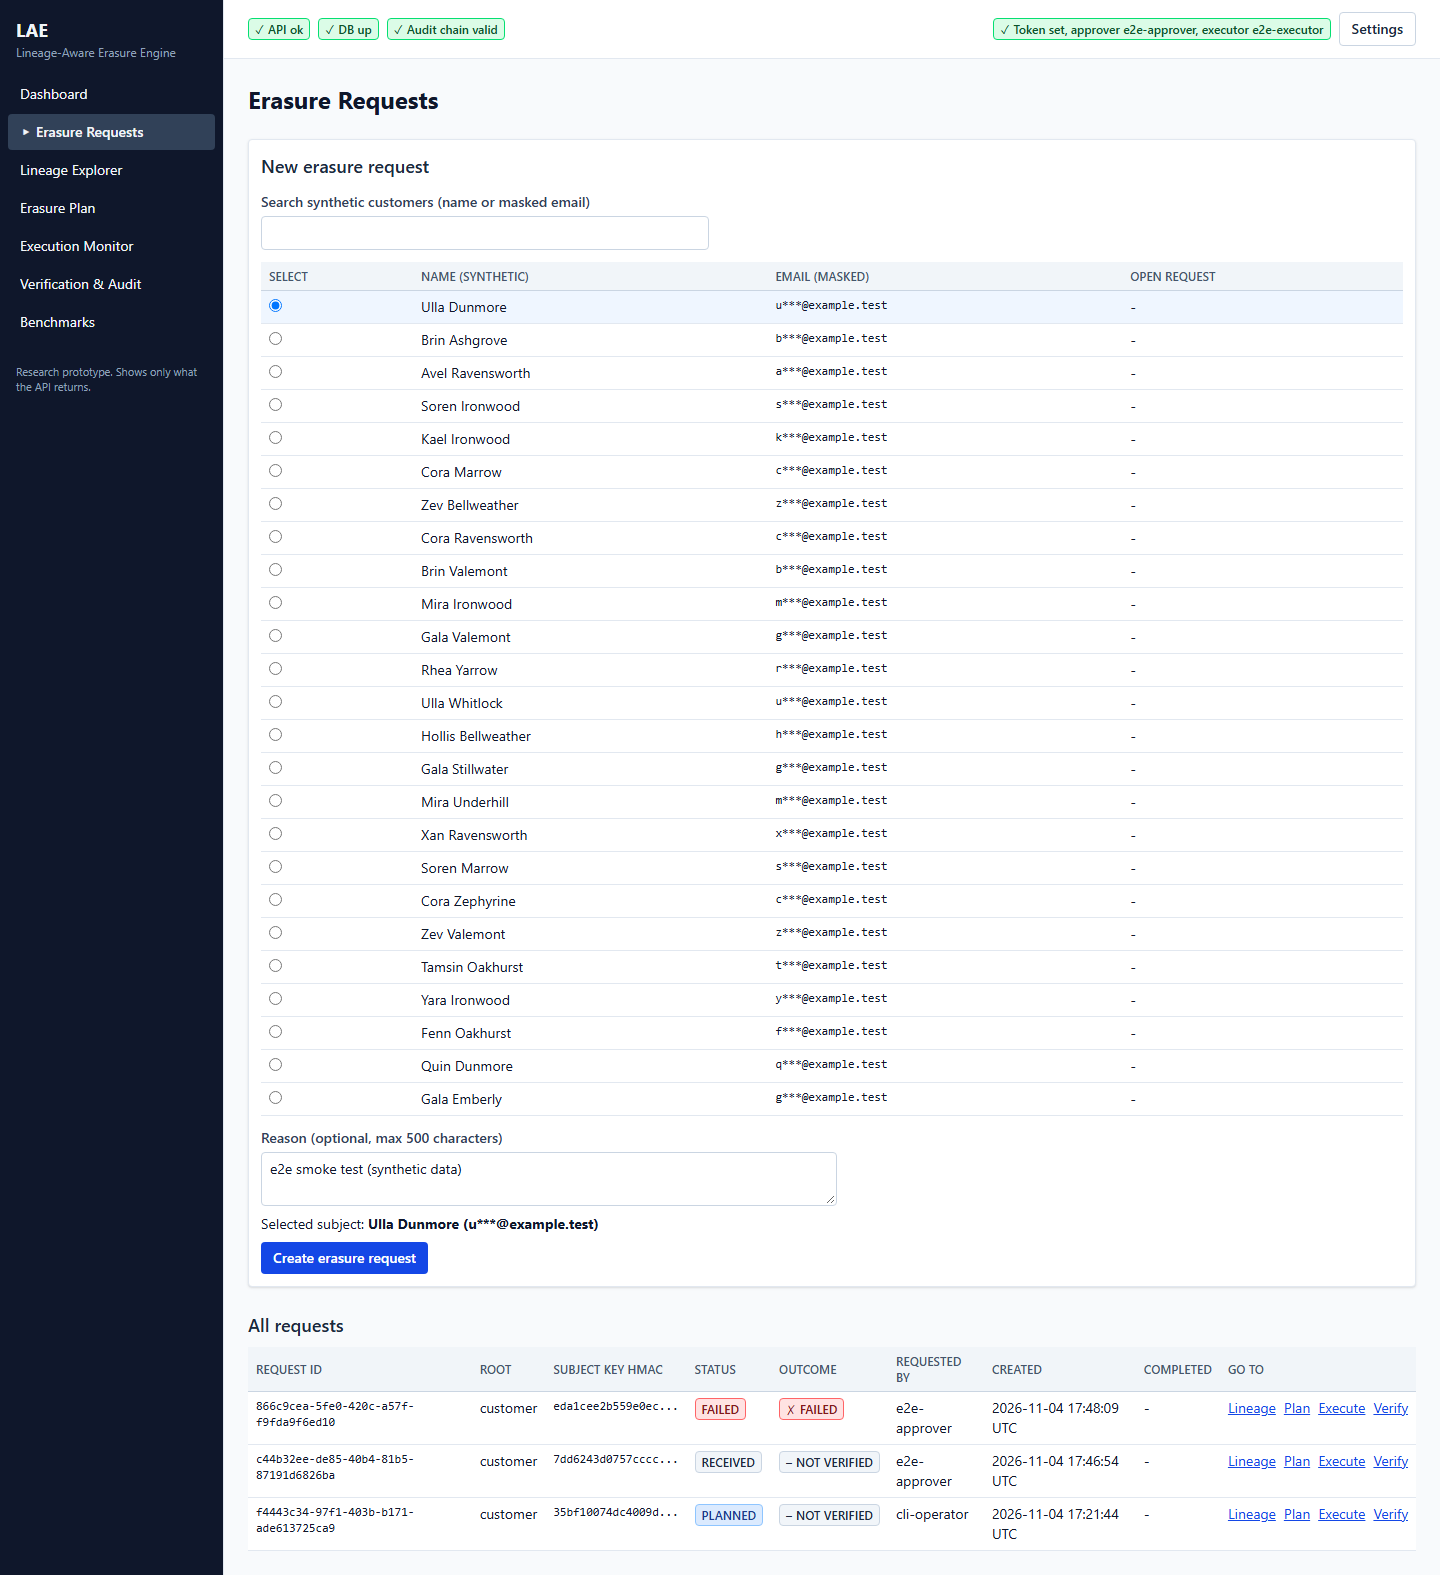 LAE
Lineage-Aware Erasure Engine
Dashboard
▸ Erasure Requests
Lineage Explorer
Erasure Plan
Execution Monitor
Verification & Audit
Benchmarks
Research prototype. Shows only what
the API returns.
✓ API ok ✓ DB up ✓ Audit chain valid ✓ Token set, approver e2e-approver, executor e2e-executor Settings
Erasure Requests
New erasure request
Search synthetic customers (name or masked email)
SELECT NAME (SYNTHETIC) EMAIL (MASKED) OPEN REQUEST
Ulla Dunmore u***@example.test -
Brin Ashgrove b***@example.test -
Avel Ravensworth a***@example.test -
Soren Ironwood s***@example.test -
Kael Ironwood k***@example.test -
Cora Marrow c***@example.test -
Zev Bellweather z***@example.test -
Cora Ravensworth c***@example.test -
Brin Valemont b***@example.test -
Mira Ironwood m***@example.test -
Gala Valemont g***@example.test -
Rhea Yarrow r***@example.test -
Ulla Whitlock u***@example.test -
Hollis Bellweather h***@example.test -
Gala Stillwater g***@example.test -
Mira Underhill m***@example.test -
Xan Ravensworth x***@example.test -
Soren Marrow s***@example.test -
Cora Zephyrine c***@example.test -
Zev Valemont z***@example.test -
Tamsin Oakhurst t***@example.test -
Yara Ironwood y***@example.test -
Fenn Oakhurst f***@example.test -
Quin Dunmore q***@example.test -
Gala Emberly g***@example.test -
Reason (optional, max 500 characters)
e2e smoke test (synthetic data)
Selected subject: Ulla Dunmore (u***@example.test)
Create erasure request
All requests
REQUEST ID ROOT SUBJECT KEY HMAC STATUS OUTCOME REQUESTED BY CREATED COMPLETED GO TO
866c9cea-5fe0-420c-a57f- customer eda1cee2b559e0ec... FAILED ✗ FAILED e2e- 2026-11-04 17:48:09 - Lineage Plan Execute Verify
f9fda9f6ed10 approver UTC
c44b32ee-de85-40b4-81b5- customer 7dd6243d0757cccc... RECEIVED – NOT VERIFIED e2e- 2026-11-04 17:46:54 - Lineage Plan Execute Verify
87191d6826ba approver UTC
f4443c34-97f1-403b-b171- customer 35bf10074dc4009d... PLANNED – NOT VERIFIED cli-operator 2026-11-04 17:21:44 - Lineage Plan Execute Verify
ade613725ca9 UTC